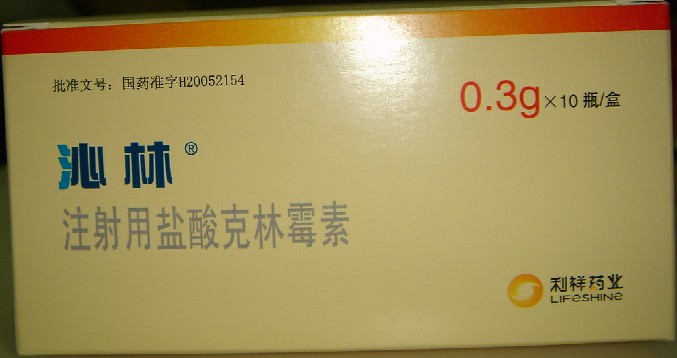 批准文号：国药准字H20052154
0.3g×10瓶/盒
沁林®
注射用盐酸克林霉素
利祥药业
LIFESHINE